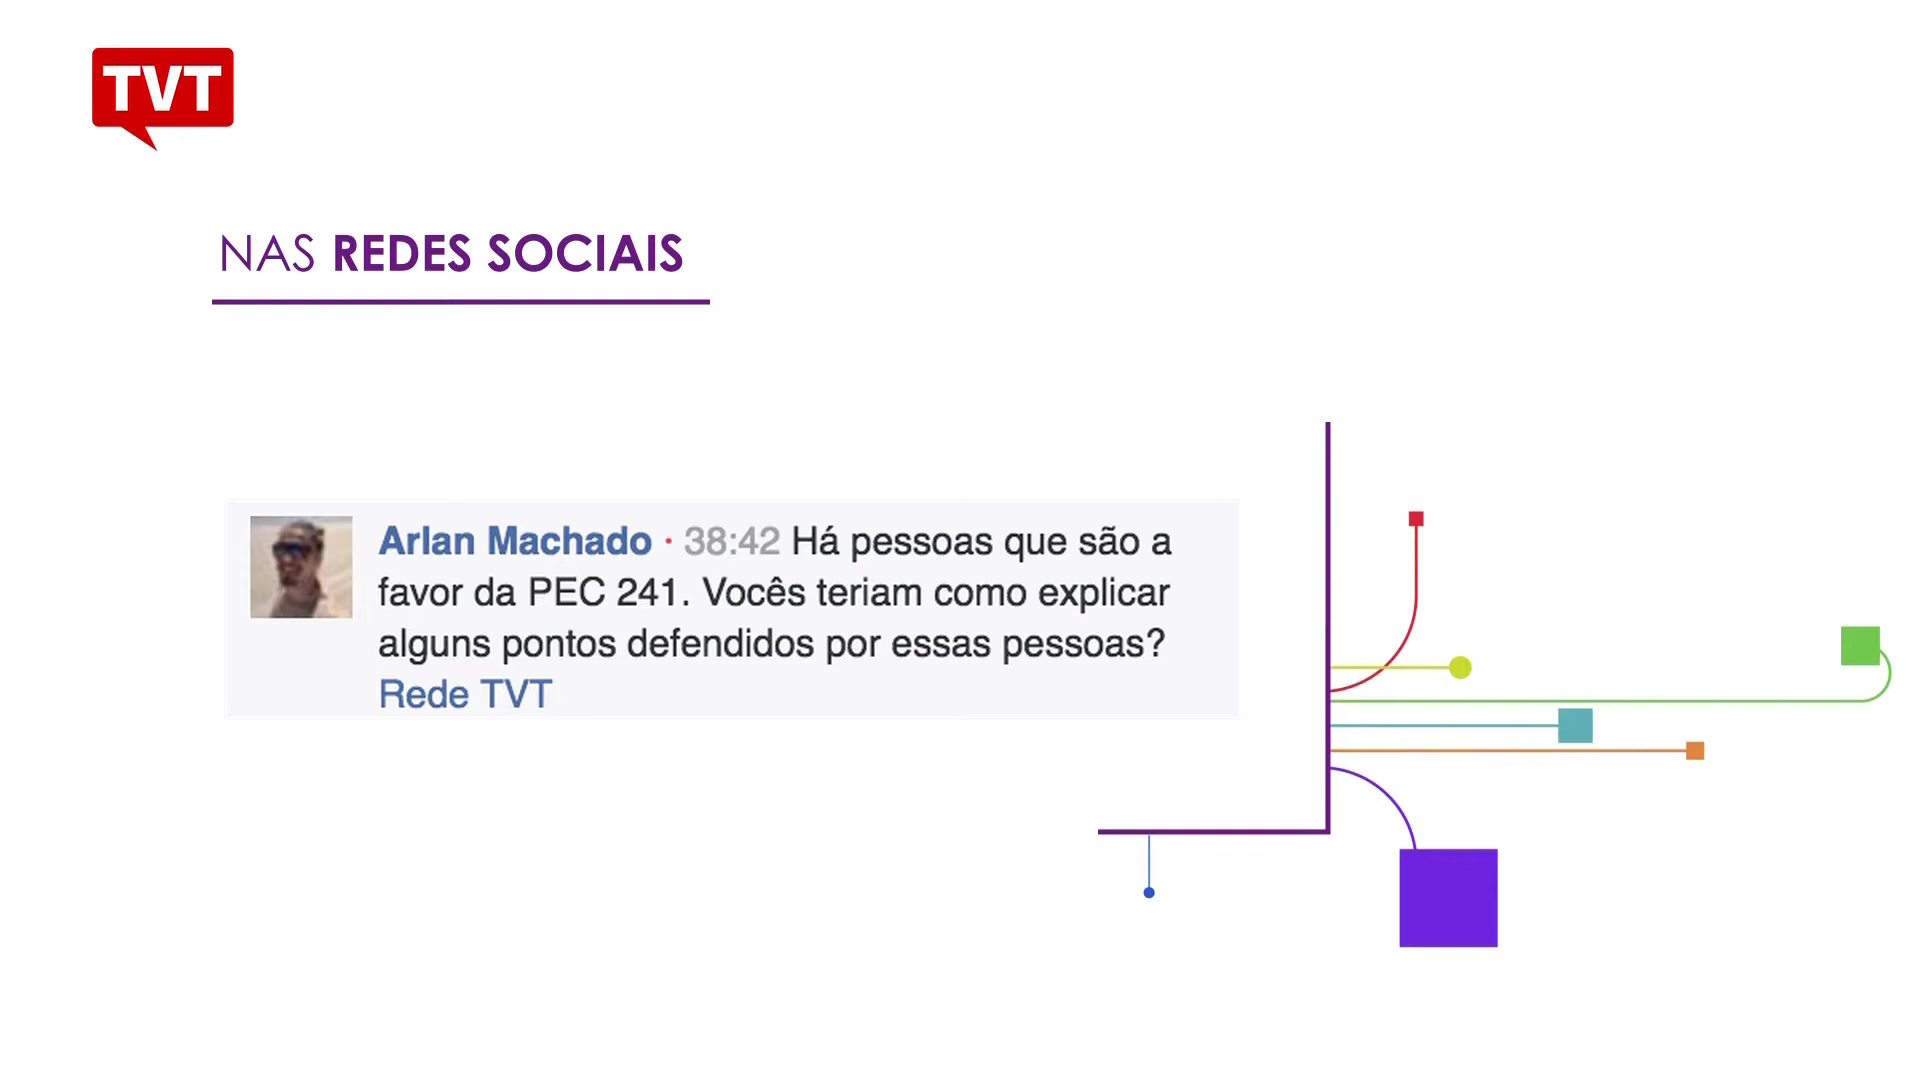 TVT
NAS REDES SOCIAIS
Arlan Machado · 38:42 Há pessoas que são a
favor da PEC 241. Vocês teriam como explicar
alguns pontos defendidos por essas pessoas?
Rede TVT